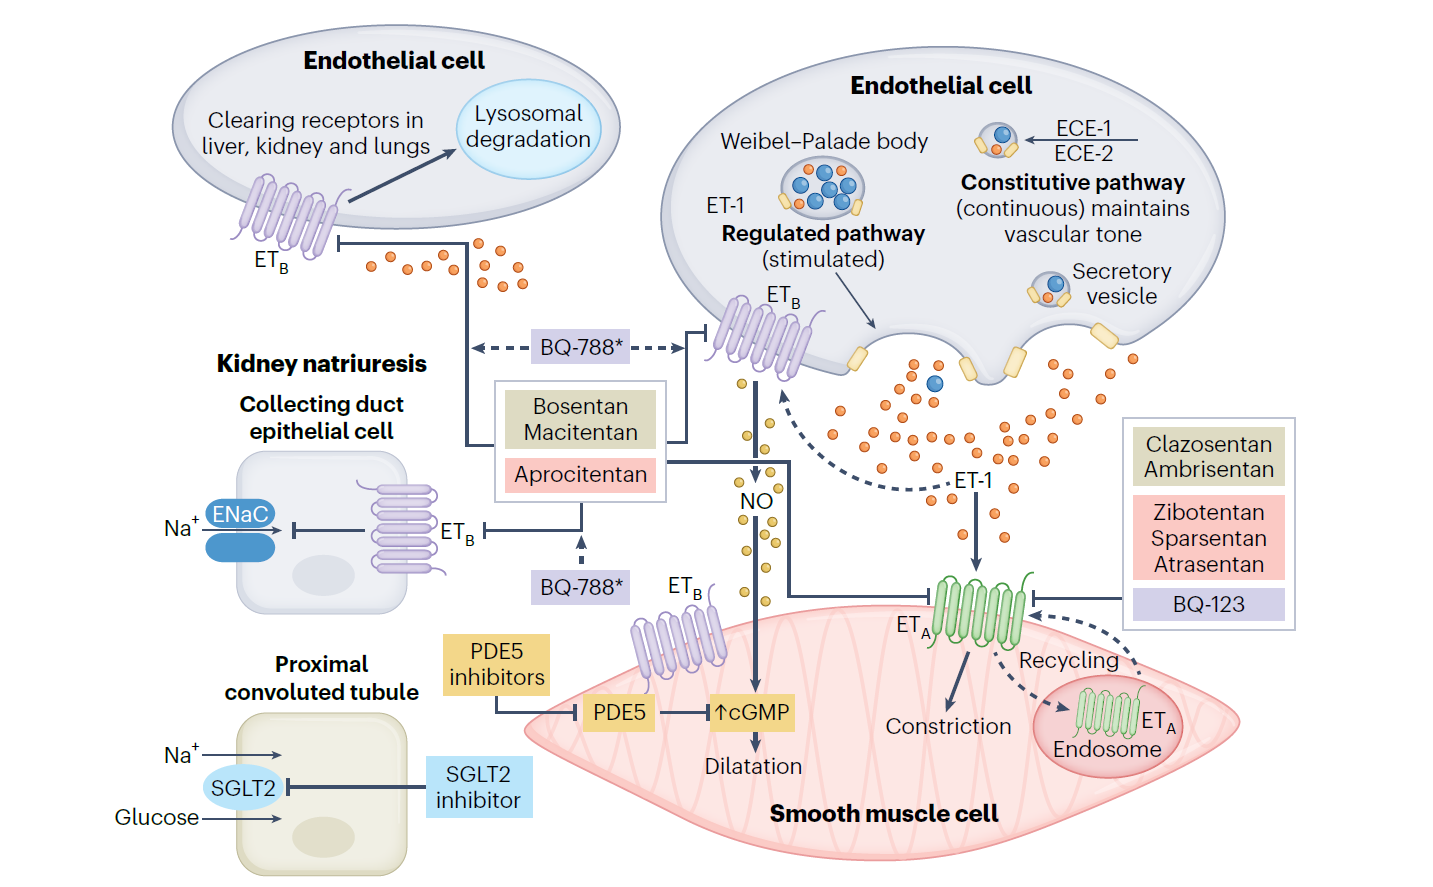 Endothelial cell
Clearing receptors in
liver, kidney and lungs
Lysosomal
degradation
ETB
Endothelial cell
Weibel–Palade body
ECE-1
ECE-2
ET-1
Regulated pathway
(stimulated)
Constitutive pathway
(continuous) maintains
vascular tone
Secretory
vesicle
ETB
BQ-788*
Bosentan
Macitentan
Aprocitentan
Kidney natriuresis
Collecting duct
epithelial cell
Na+
ENaC
ETB
BQ-788*
NO
ET-1
Clazosentan
Ambrisentan
Zibotentan
Sparsentan
Atrasentan
BQ-123
ETB
ETA
Recycling
PDE5
inhibitors
PDE5
↑cGMP
Dilatation
Constriction
ETA
Endosome
Smooth muscle cell
Proximal
convoluted tubule
Na+
SGLT2
Glucose
SGLT2
inhibitor